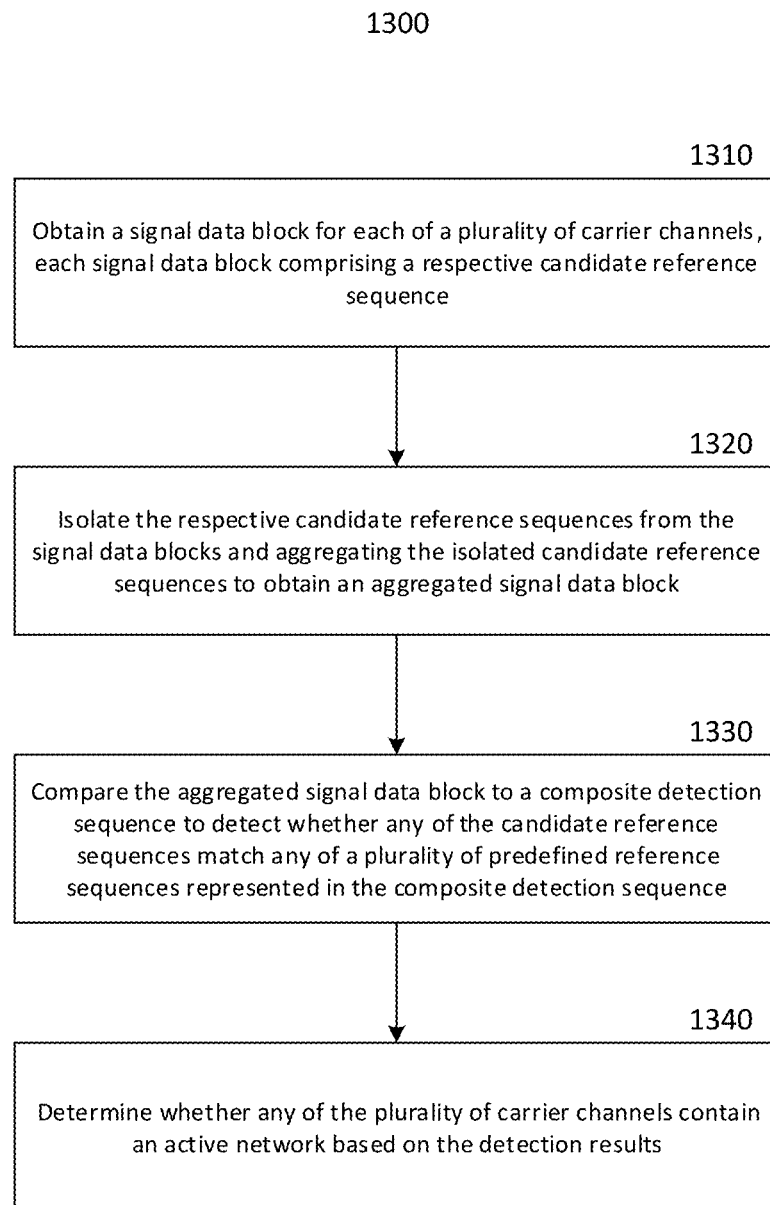 1300
1310
Obtain a signal data block for each of a plurality of carrier channels,
each signal data block comprising a respective candidate reference
sequence
1320
Isolate the respective candidate reference sequences from the
signal data blocks and aggregating the isolated candidate reference
sequences to obtain an aggregated signal data block
1330
Compare the aggregated signal data block to a composite detection
sequence to detect whether any of the candidate reference
sequences match any of a plurality of predefined reference
sequences represented in the composite detection sequence
1340
Determine whether any of the plurality of carrier channels contain
an active network based on the detection results